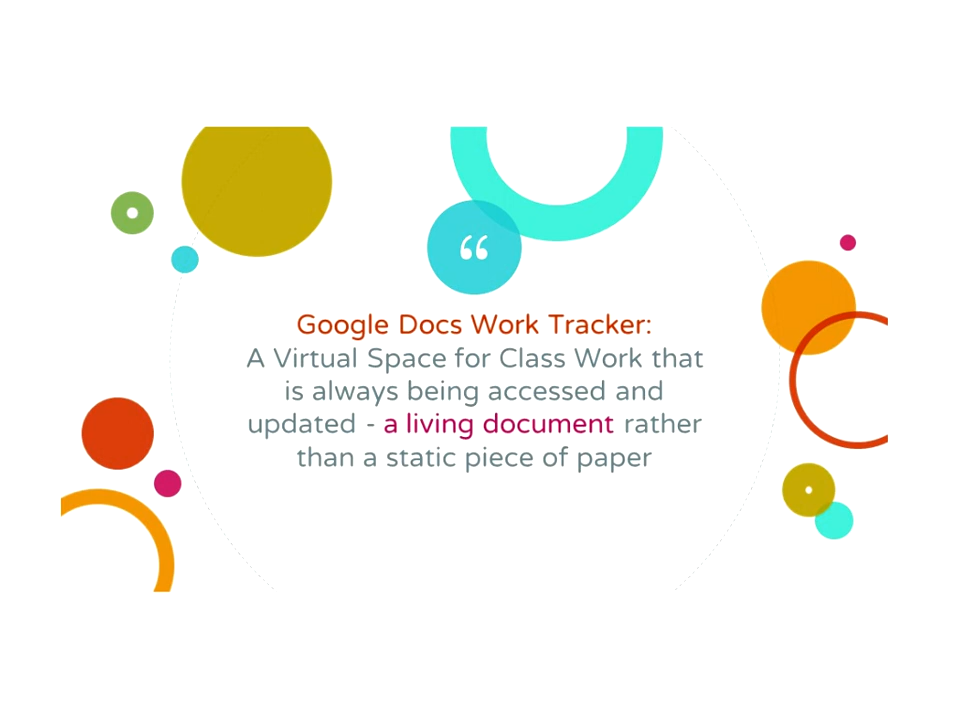 “
Google Docs Work Tracker:
A Virtual Space for Class Work that
is always being accessed and
updated - a living document rather
than a static piece of paper